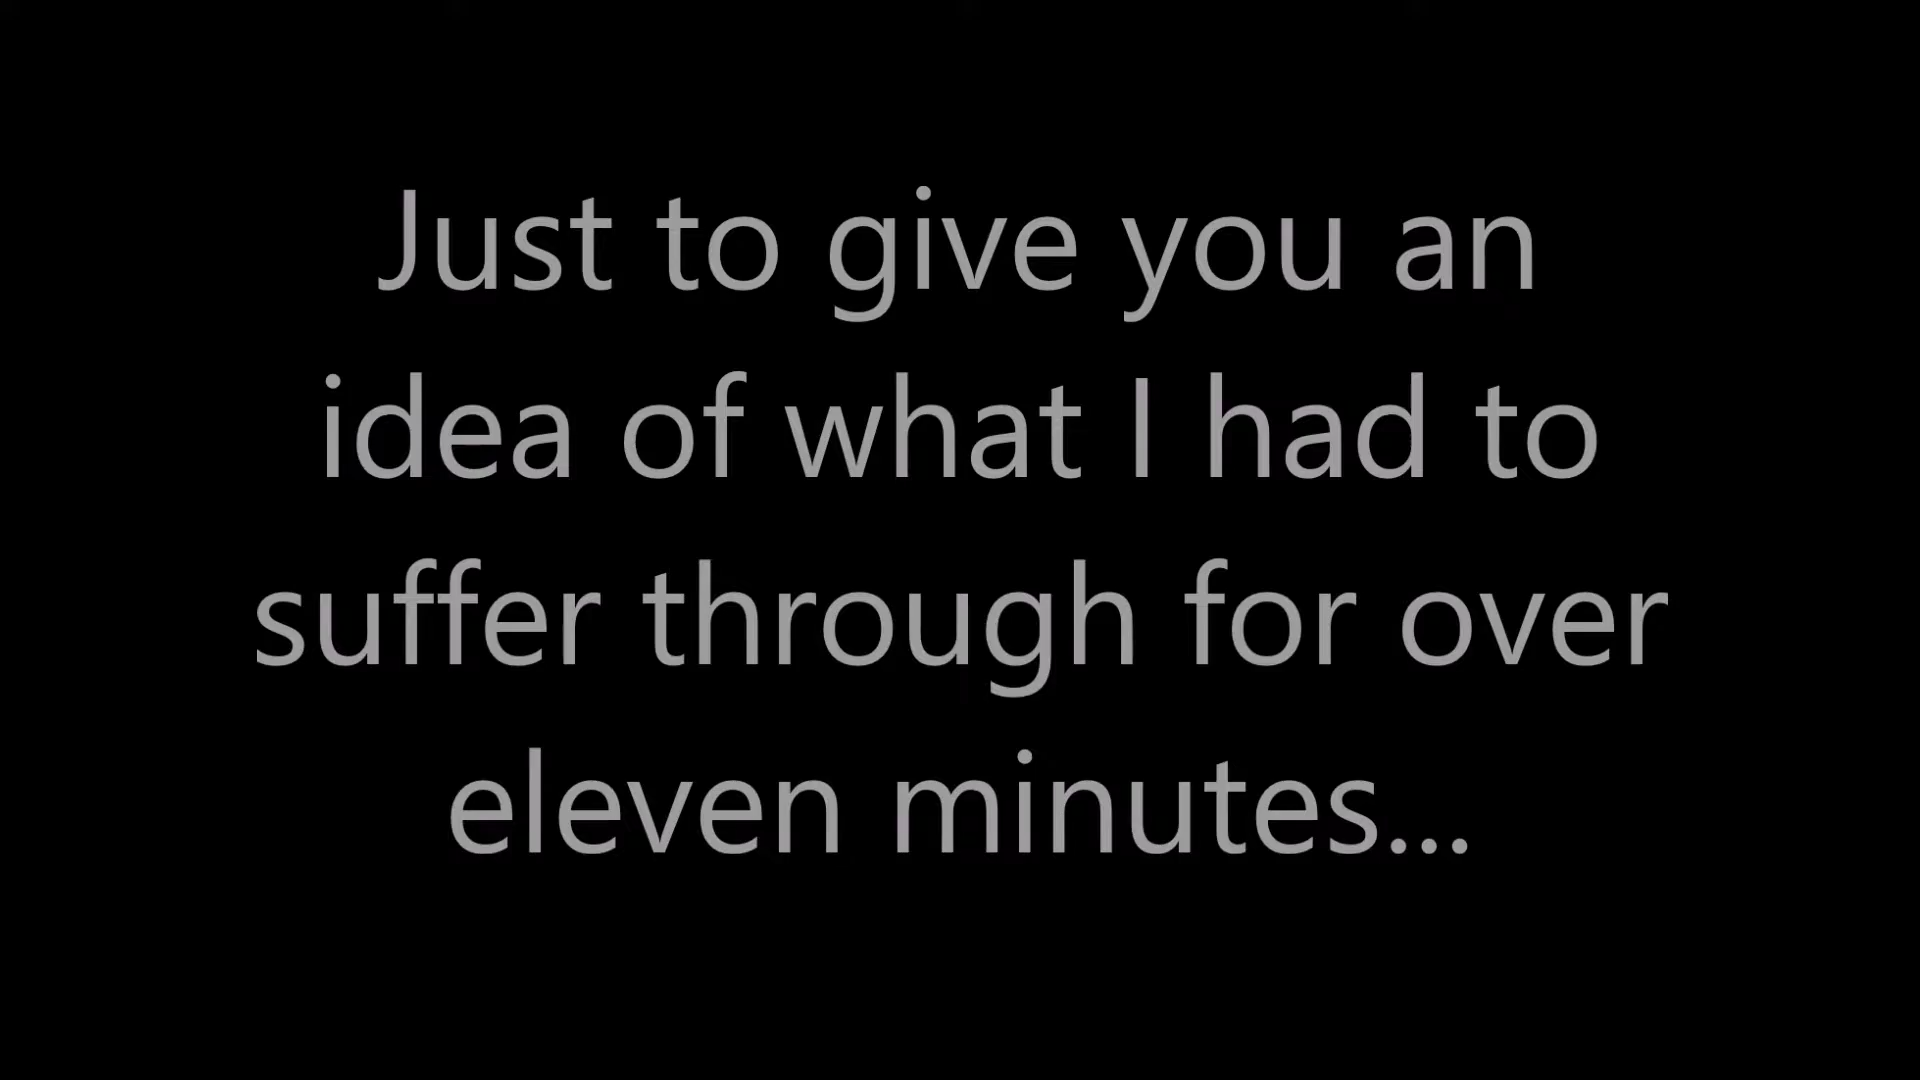 Just to give you an
idea of what I had to
suffer through for over
eleven minutes...